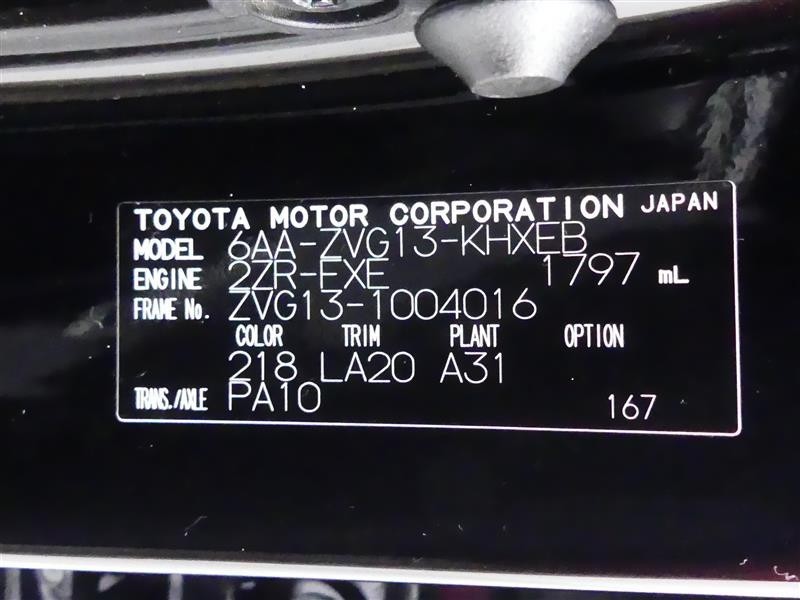 TOYOTA MOTOR CORPORATION JAPAN
MODEL 6AA-ZVG13-KHXEB
ENGINE 2ZR-EXE 1797 mL
FRAME No. ZVG13-1004016
COLOR TRIM PLANT OPTION
218 LA20 A31
TRANS./AXLE PA10 167